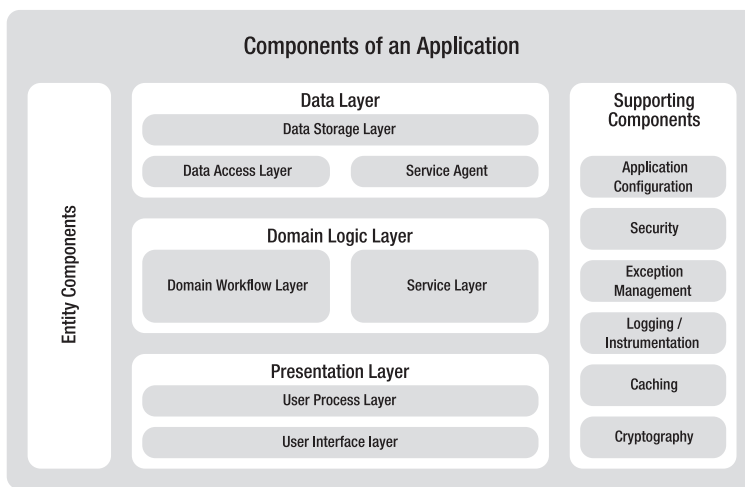 Components of an Application
Entity Components
Data Layer
Data Storage Layer
Data Access Layer
Service Agent
Domain Logic Layer
Domain Workflow Layer
Service Layer
Presentation Layer
User Process Layer
User Interface layer
Supporting
Components
Application
Configuration
Security
Exception
Management
Logging /
Instrumentation
Caching
Cryptography